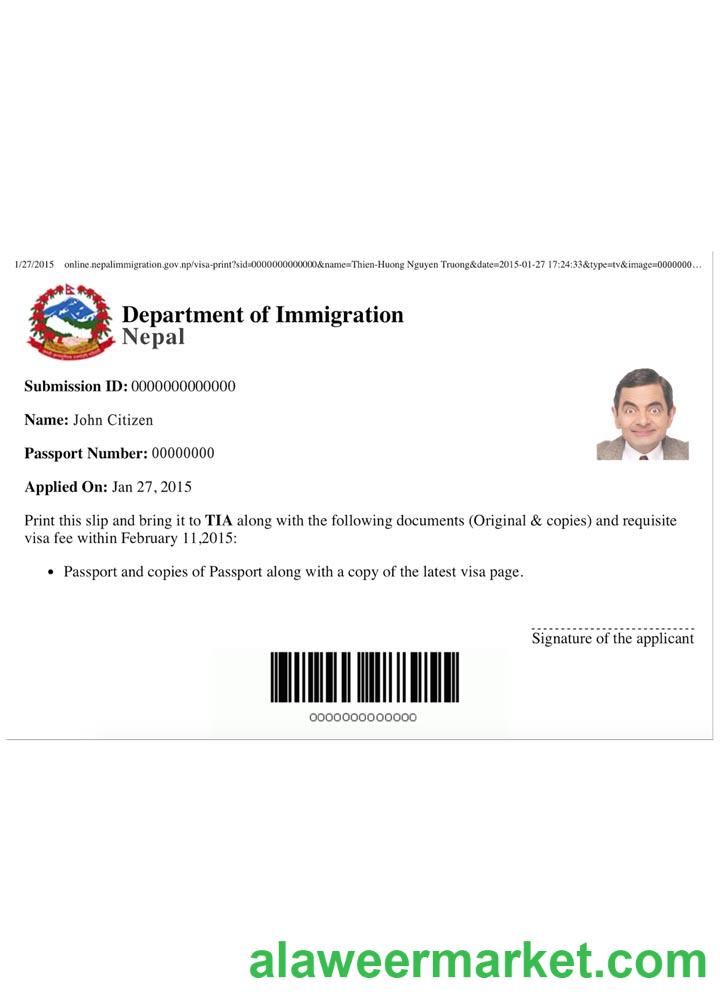 1/27/2015 online.nepalimmigration.gov.np/visa-print?sid=0000000000000&name=Thien-Huong Nguyen Truong&date=2015-01-27 17:24:33&type=tv&image=0000000…
Department of Immigration
Nepal
Submission ID: 0000000000000
Name: John Citizen
Passport Number: 00000000
Applied On: Jan 27, 2015
Print this slip and bring it to TIA along with the following documents (Original & copies) and requisite
visa fee within February 11,2015:
• Passport and copies of Passport along with a copy of the latest visa page.
Signature of the applicant
0000000000000
alaweermarket.com